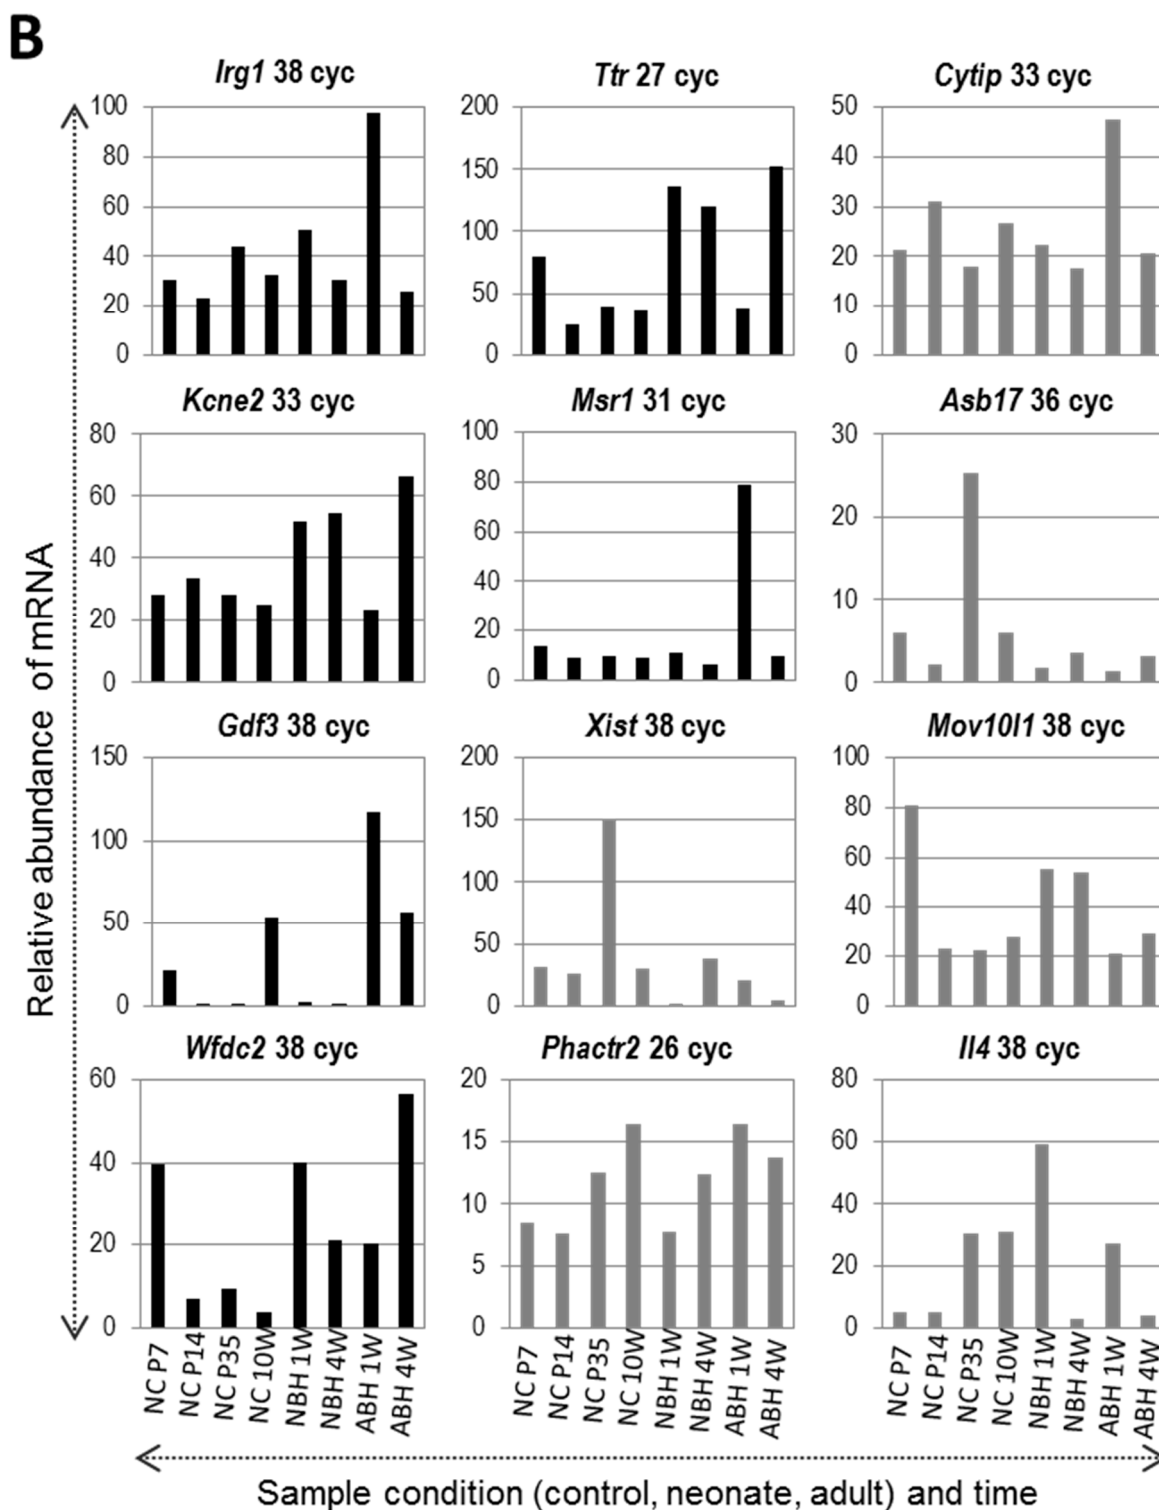 B
Irg1 38 cyc
100
80
60
40
20
0
Ttr 27 cyc
200
150
100
50
0
Cytip 33 cyc
50
40
30
20
10
0
Kcne2 33 cyc
80
60
40
20
0
Msr1 31 cyc
100
80
60
40
20
0
Asb17 36 cyc
30
20
10
0
Gdf3 38 cyc
150
100
50
0
Xist 38 cyc
200
150
100
50
0
Mov10l1 38 cyc
100
80
60
40
20
0
Wfdc2 38 cyc
60
40
20
0
Phactr2 26 cyc
20
15
10
5
0
Il4 38 cyc
80
60
40
20
0
Relative abundance of mRNA
NC P7
NC P14
NC P35
NC 10W
NBH 1W
NBH 4W
ABH 1W
ABH 4W
NC P7
NC P14
NC P35
NC 10W
NBH 1W
NBH 4W
ABH 1W
ABH 4W
NC P7
NC P14
NC P35
NC 10W
NBH 1W
NBH 4W
ABH 1W
ABH 4W
Sample condition (control, neonate, adult) and time